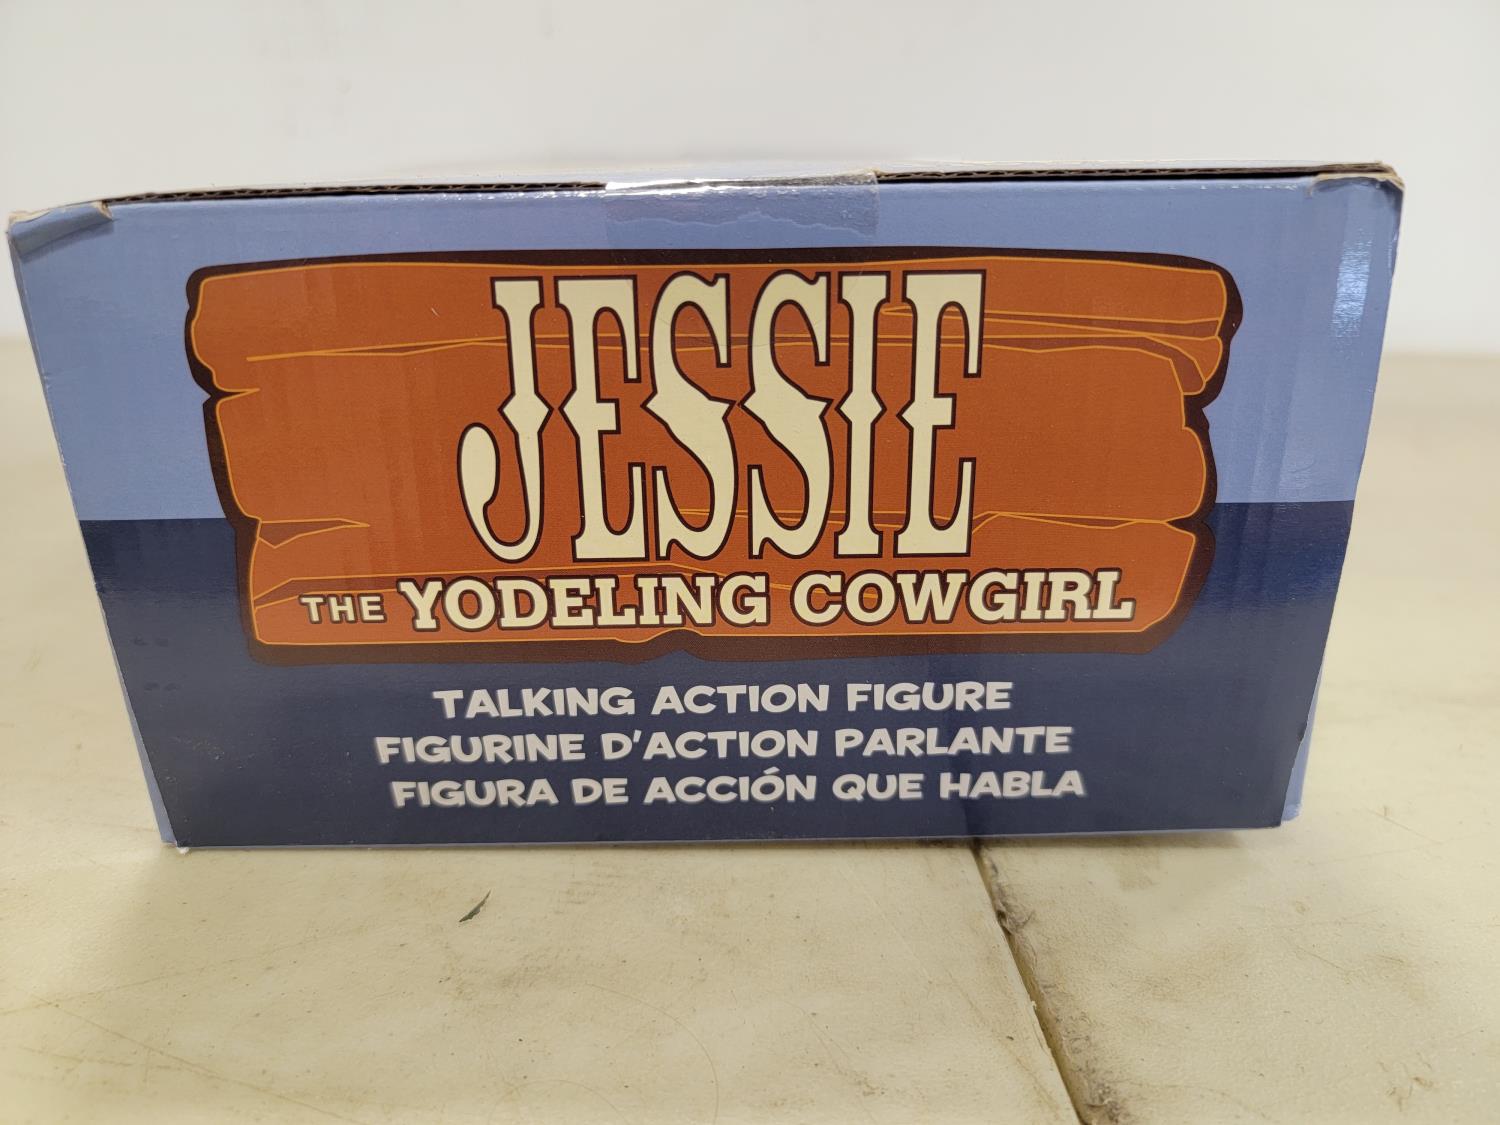 JESSIE
THE YODELING COWGIRL
TALKING ACTION FIGURE
FIGURINE D'ACTION PARLANTE
FIGURA DE ACCIÓN QUE HABLA